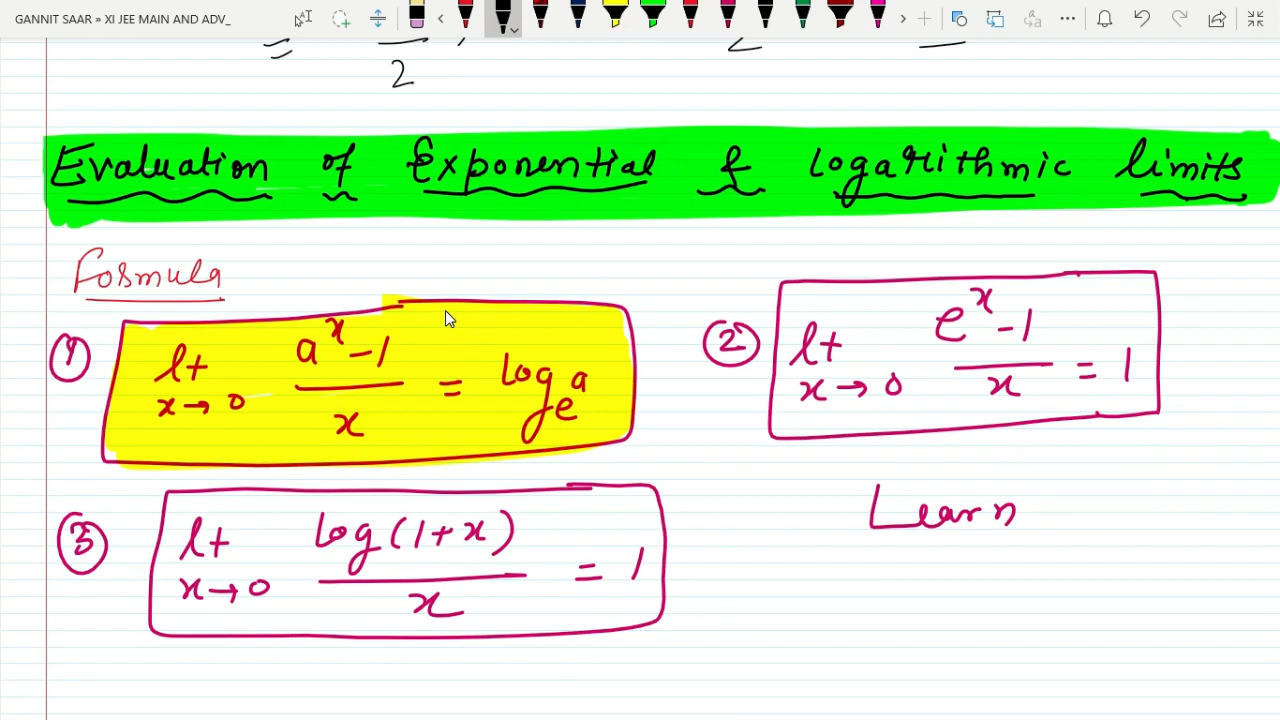 GANNIT SAAR » XI JEE MAIN AND ADV_
2
2
Evaluation of Exponential & logarithmic limits
Formula
① lt x→0 (a^x - 1)/x = log_e a
② lt x→0 (e^x - 1)/x = 1
③ lt x→0 log(1+x)/x = 1
Learn